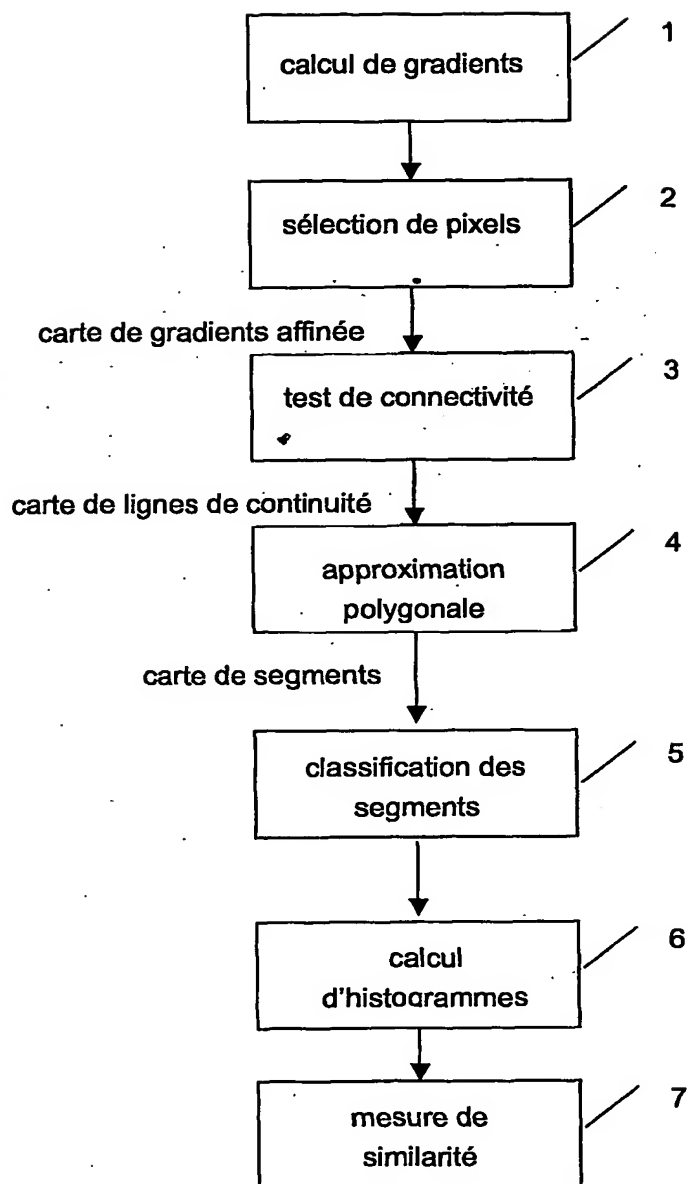 1
calcul de gradients
2
sélection de pixels
carte de gradients affinée
3
test de connectivité
carte de lignes de continuité
4
approximation
polygonale
carte de segments
5
classification des
segments
6
calcul
d'histogrammes
7
mesure de
similarité